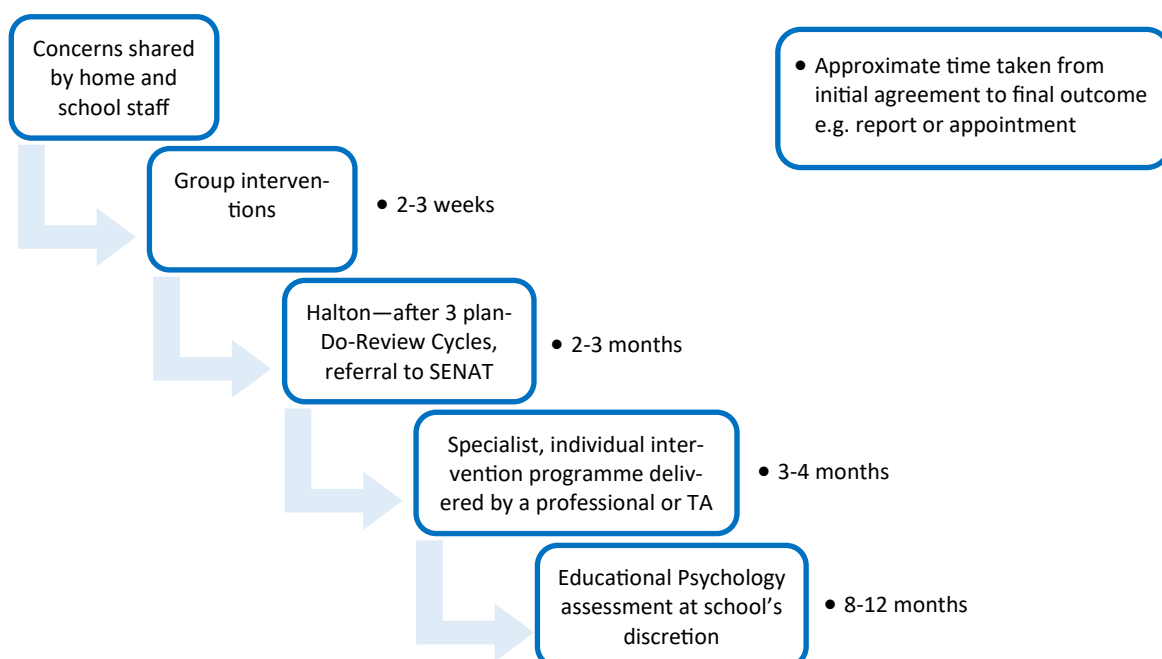 Concerns shared
by home and
school staff
• Approximate time taken from
initial agreement to final outcome
e.g. report or appointment
Group interven-
tions
• 2-3 weeks
Halton—after 3 plan-
Do-Review Cycles,
referral to SENAT
• 2-3 months
Specialist, individual inter-
vention programme deliv-
ered by a professional or TA
• 3-4 months
Educational Psychology
assessment at school’s
discretion
• 8-12 months